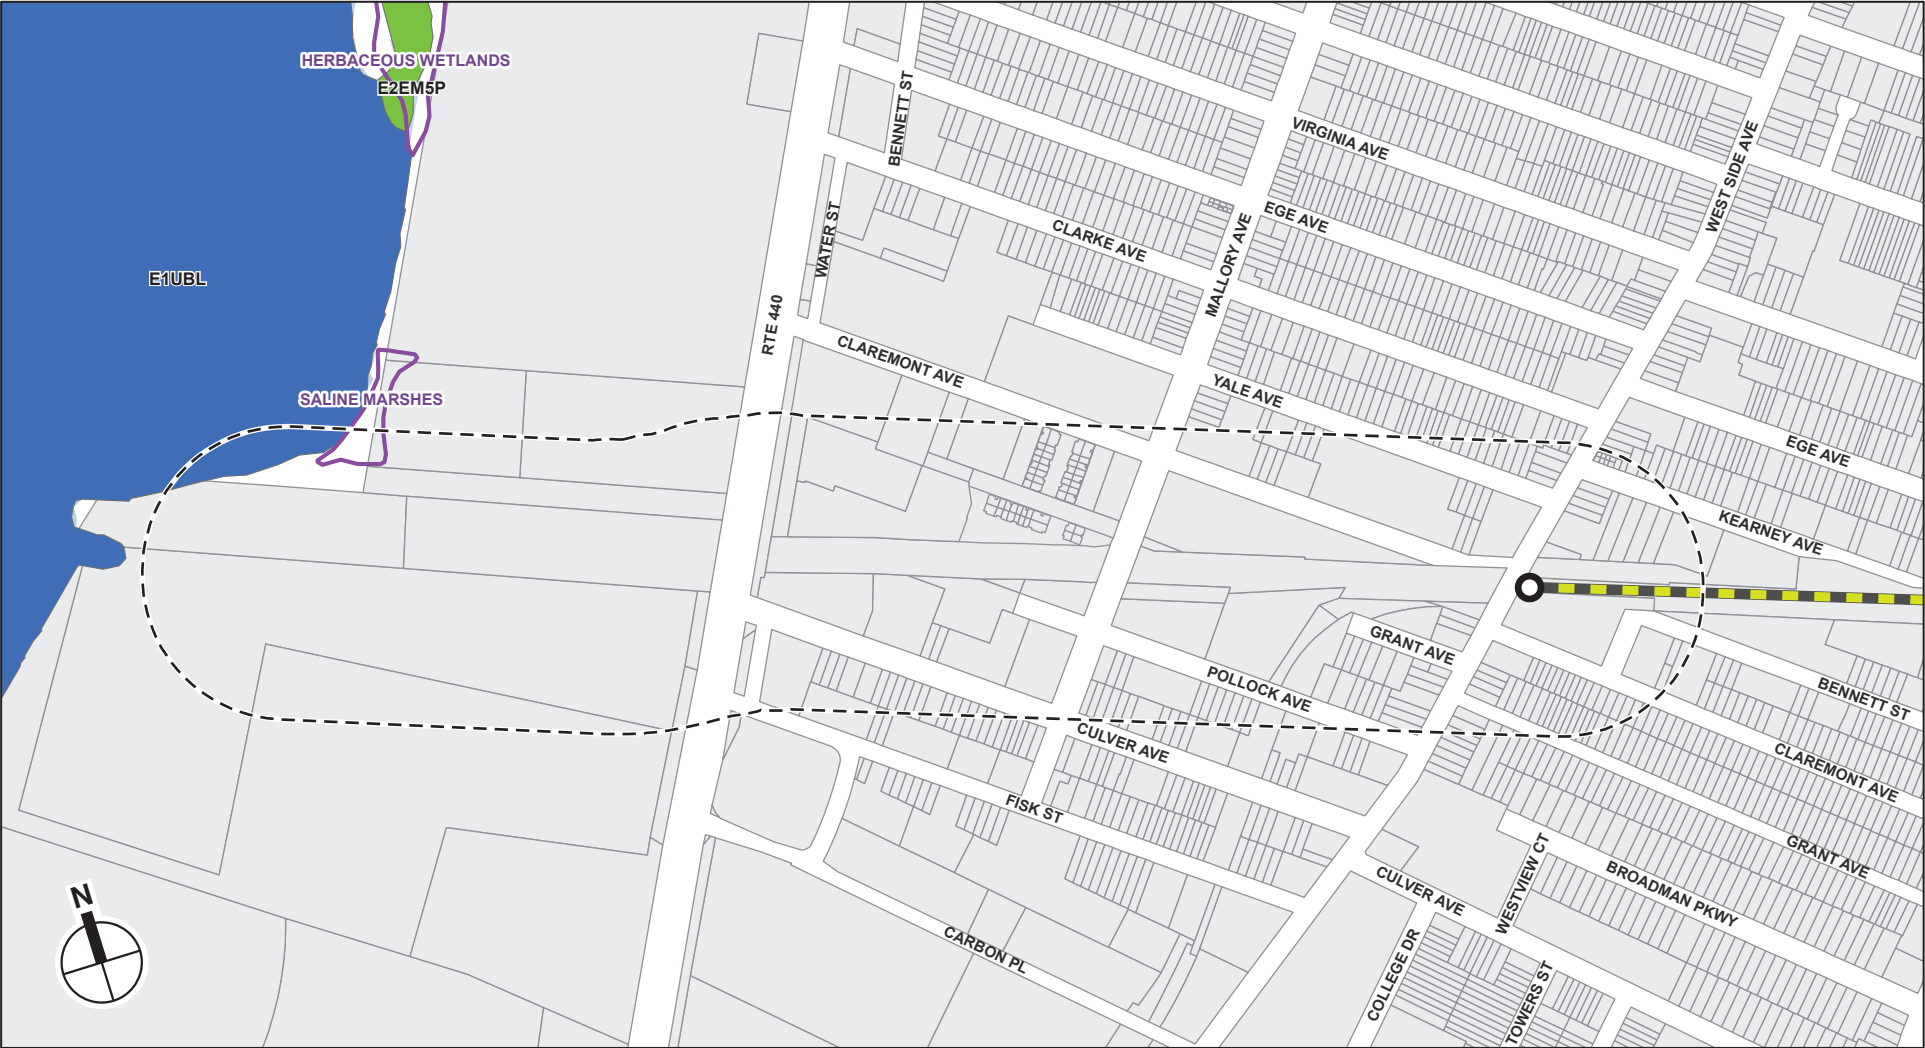 HERBACEOUS WETLANDS
E2EM5P
BENNETT ST
VIRGINIA AVE
WEST SIDE AVE
EGE AVE
CLARKE AVE
WATER ST
MALLORY AVE
E1UBL
RTE 440
CLAREMONT AVE
YALE AVE
SALINE MARSHES
EGE AVE
KEARNEY AVE
GRANT AVE
POLLOCK AVE
BENNETT ST
CULVER AVE
CLAREMONT AVE
FISK ST
GRANT AVE
WESTVIEW CT
BROADMAN PKWY
CULVER AVE
N
CARBON PL
COLLEGE DR
TOWERS ST